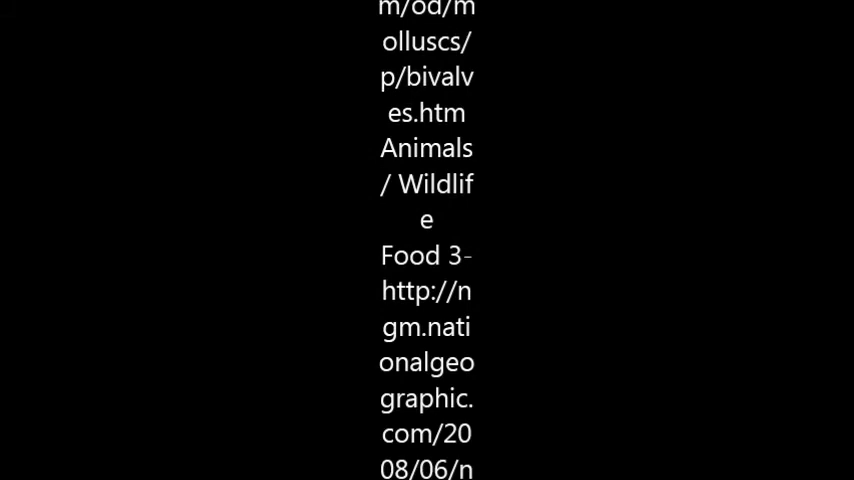 m/od/m
olluscs/
p/bivalv
es.htm
Animals
/ Wildlif
e
Food 3-
http://n
gm.nati
onalgeo
graphic.
com/20
08/06/n